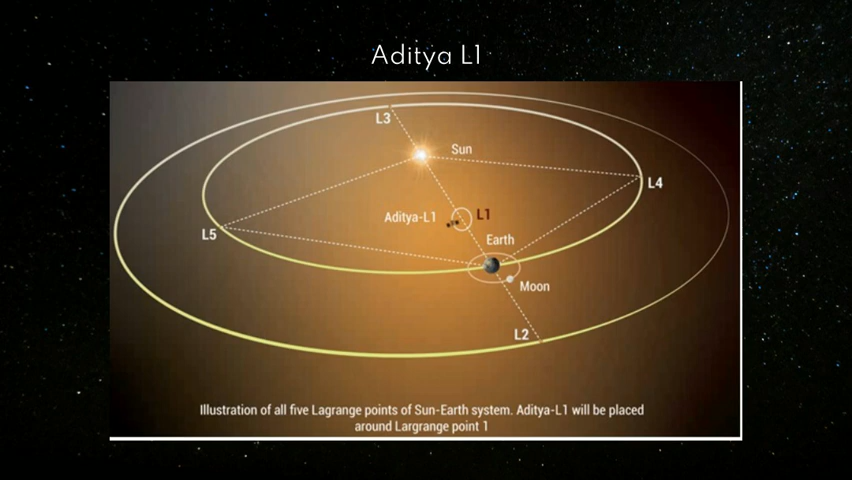 Aditya L1
L3
Sun
L4
Aditya-L1
L1
L5
Earth
Moon
L2
Illustration of all five Lagrange points of Sun-Earth system. Aditya-L1 will be placed
around Largrange point 1